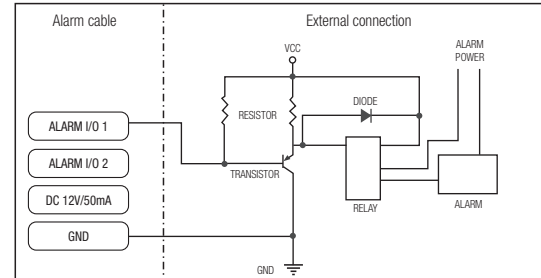 Alarm cable
External connection
VCC
ALARM
POWER
DIODE
RESISTOR
ALARM I/O 1
ALARM I/O 2
TRANSISTOR
DC 12V/50mA
RELAY
ALARM
GND
GND